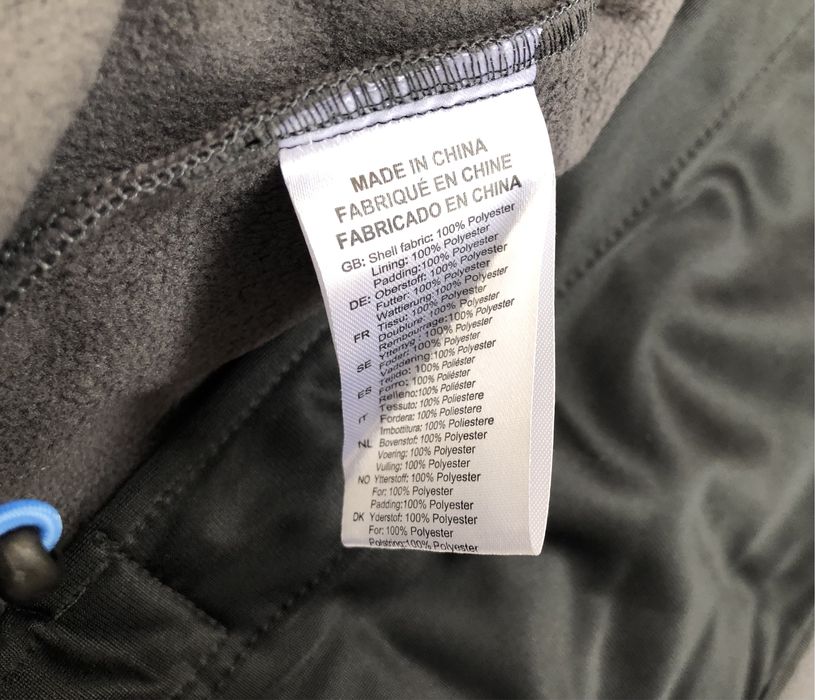 MADE IN CHINA
FABRIQUÉ EN CHINE
FABRICADO EN CHINA
GB: Shell fabric: 100% Polyester
Lining: 100% Polyester
Padding:100% Polyester
DE: Oberstoff: 100% Polyester
Futter: 100% Polyester
Wattierung:100% Polyester
FR Tissu: 100% Polyester
Doublure: 100% Polyester
Rembourrage:100% Polyester
SE Yttertyg : 100% Polyester
Foder: 100% Polyester
Vaddering:100% Polyester
ES Tejido: 100% Poliéster
Forro: 100% Poliéster
Relleno:100% Poliéster
IT Tessuto: 100% Poliestere
Fodera: 100% Poliestere
Imbottitura: 100% Poliestere
NL Bovenstof: 100% Polyester
Voering: 100% Polyester
Vulling: 100% Polyester
NO Ytterstoff: 100% Polyester
For: 100% Polyester
Padding:100% Polyester
DK Yderstof: 100% Polyester
For: 100% Polyester
Polstring:100% Polyester